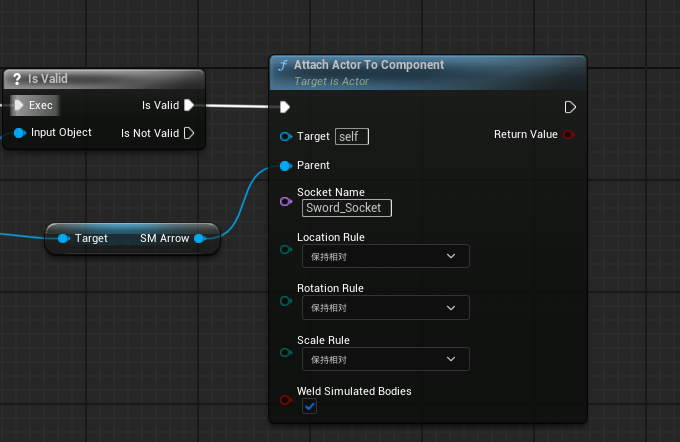 Attach Actor To Component
Target is Actor
? Is Valid
Exec
Is Valid
Input Object
Is Not Valid
Target
self
Return Value
Parent
Socket Name
Sword_Socket
Target
SM Arrow
Location Rule
保持相对
Rotation Rule
保持相对
Scale Rule
保持相对
Weld Simulated Bodies